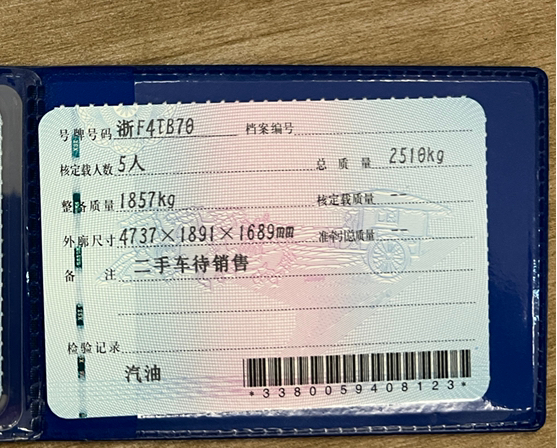 号牌号码 浙F4TB70 档案编号
核定载人数 5人 总质量 2510kg
整备质量 1857kg 核定载质量 --
外廓尺寸 4737×1891×1689mm 准牵引总质量 --
备注 二手车待销售
检验记录
汽油
*3380059408123*